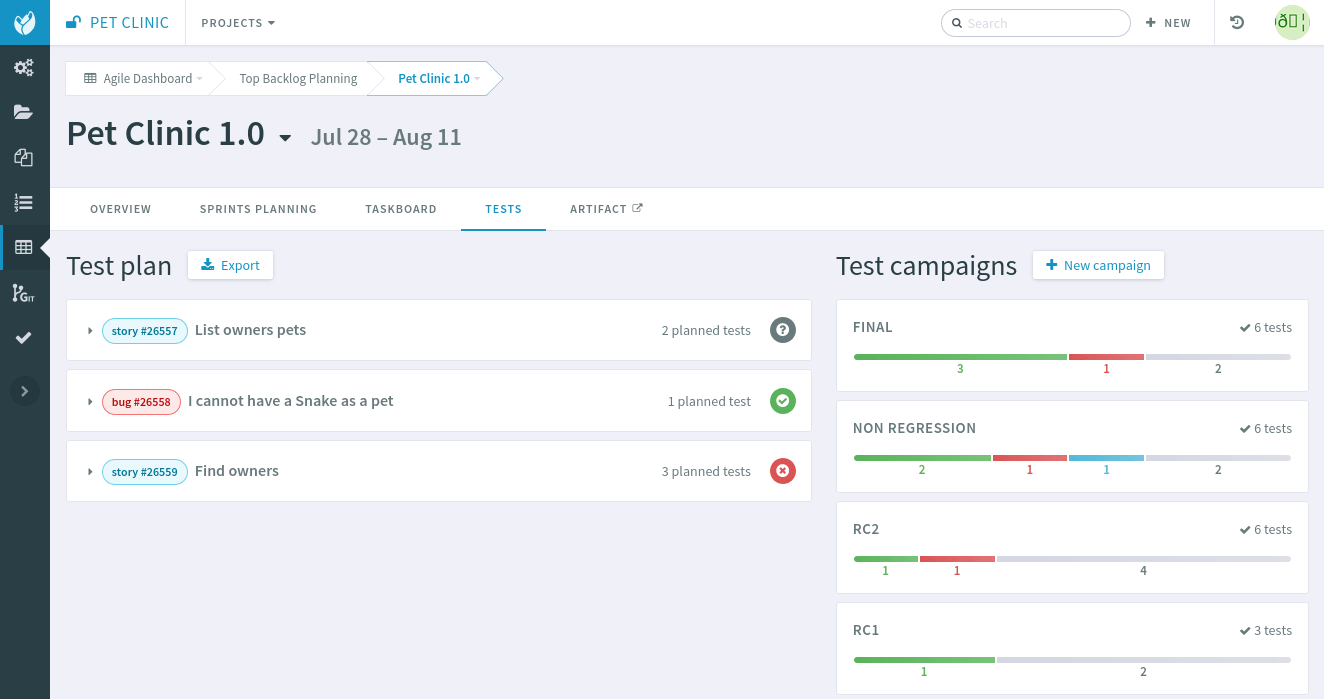 PET CLINIC
PROJECTS
Search
NEW
Agile Dashboard
Top Backlog Planning
Pet Clinic 1.0
Pet Clinic 1.0
Jul 28 – Aug 11
OVERVIEW
SPRINTS PLANNING
TASKBOARD
TESTS
ARTIFACT
GIT
Test plan
Export
story #26557 List owners pets 2 planned tests
bug #26558 I cannot have a Snake as a pet 1 planned test
story #26559 Find owners 3 planned tests
Test campaigns
New campaign
FINAL 6 tests
3 1 2
NON REGRESSION 6 tests
2 1 1 2
RC2 6 tests
1 1 4
RC1 3 tests
1 2